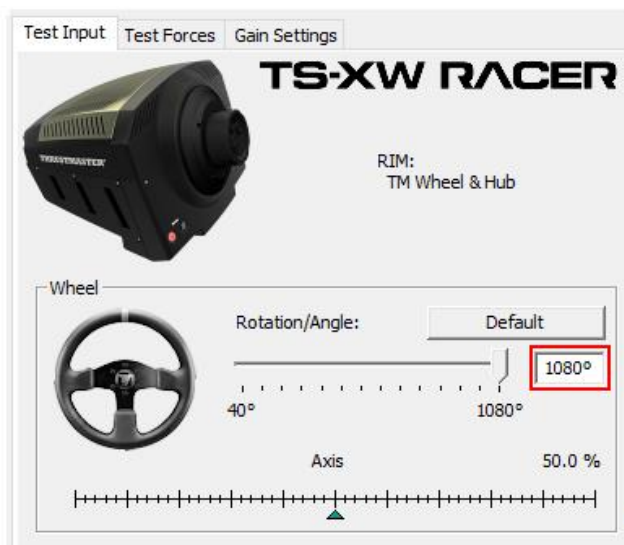 Test Input Test Forces Gain Settings
TS-XW RACER
THRUSTMASTER
RIM:
TM Wheel & Hub
Wheel
Rotation/Angle: Default
1080°
40° 1080°
Axis 50.0 %